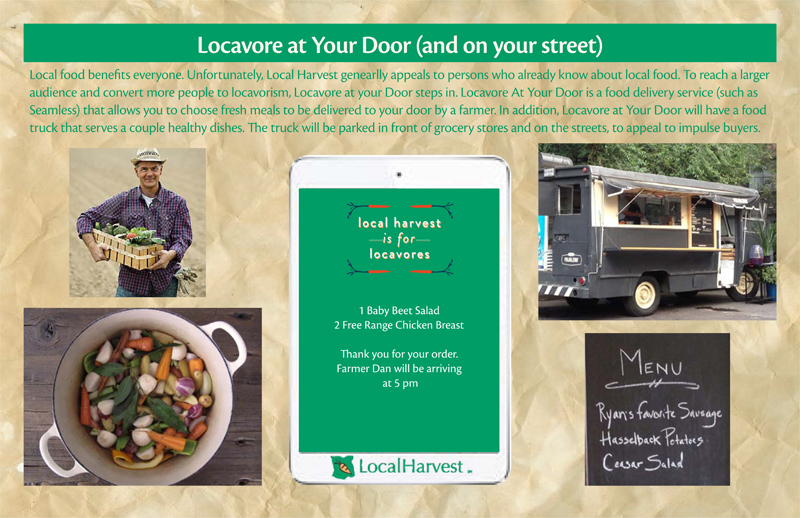 Locavore at Your Door (and on your street)
Local food benefits everyone. Unfortunately, Local Harvest genearlly appeals to persons who already know about local food. To reach a larger
audience and convert more people to locavorism, Locavore at your Door steps in. Locavore At Your Door is a food delivery service (such as
Seamless) that allows you to choose fresh meals to be delivered to your door by a farmer. In addition, Locavore at Your Door will have a food
truck that serves a couple healthy dishes. The truck will be parked in front of grocery stores and on the streets, to appeal to impulse buyers.
local harvest
is for
locavores
1 Baby Beet Salad
2 Free Range Chicken Breast
Thank you for your order.
Farmer Dan will be arriving
at 5 pm
LocalHarvest
MENU
Ryan's favorite Sausage
Hasselback Potatoes
Ceasar Salad